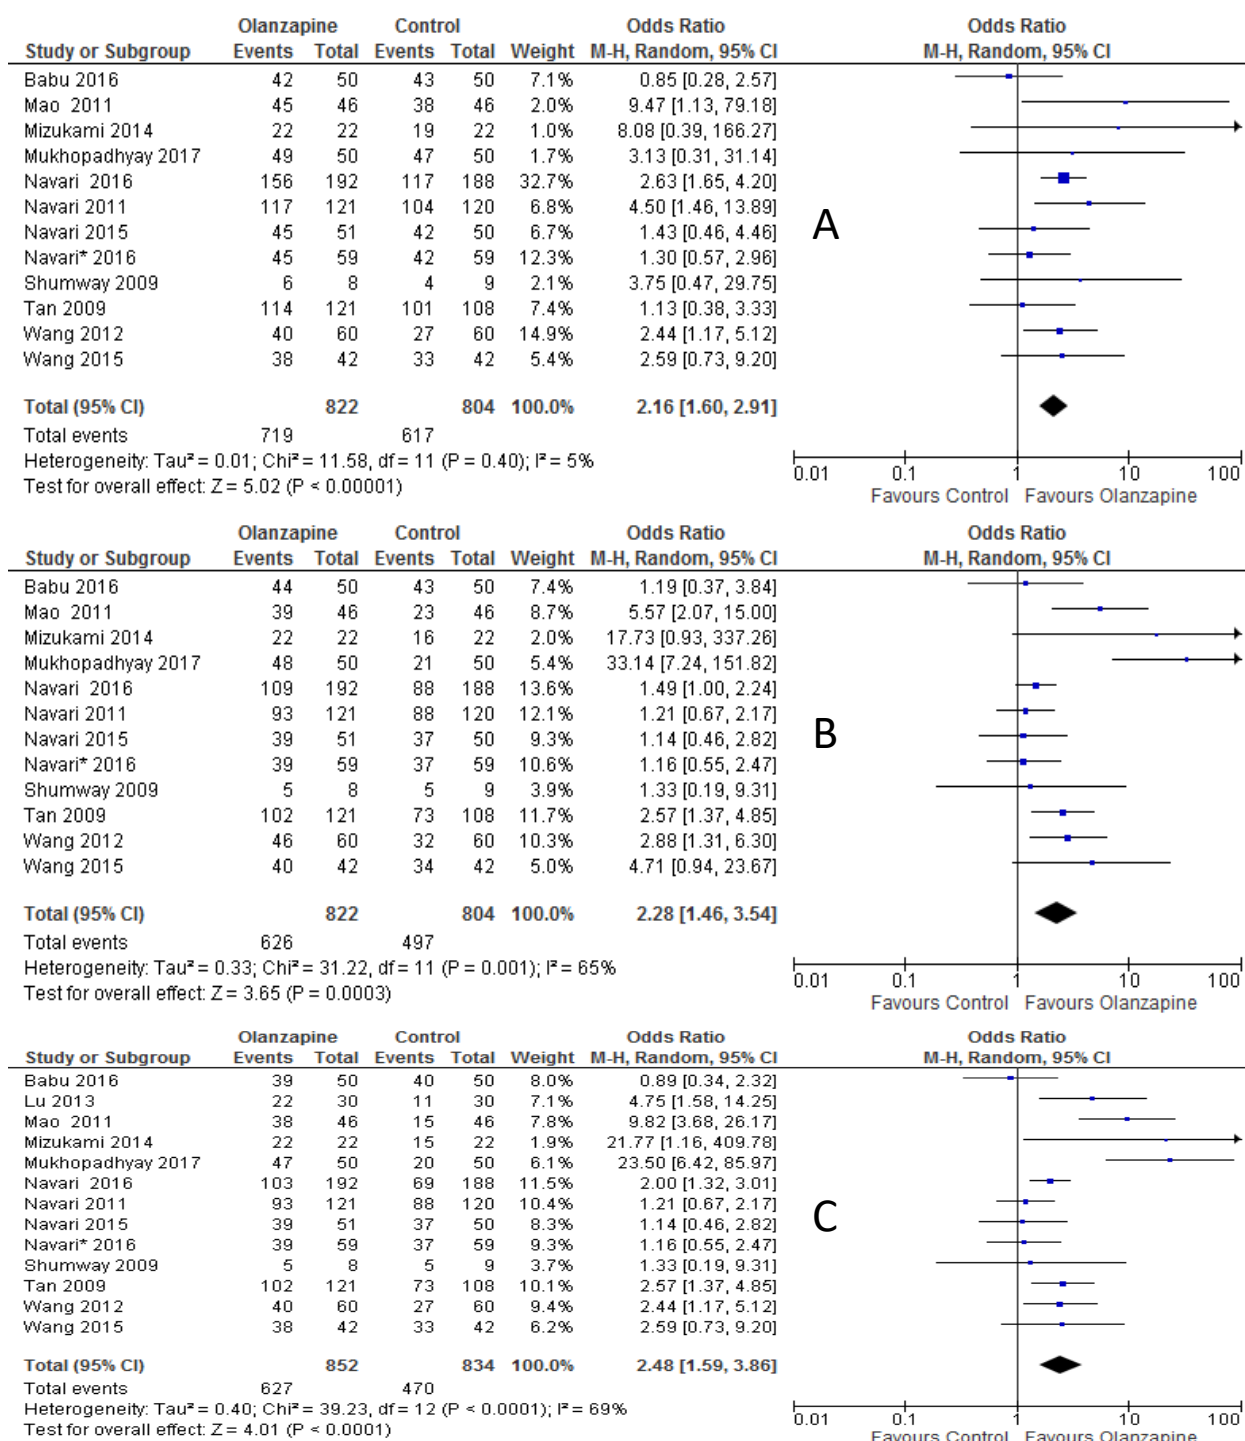 Olanzapine Control Odds Ratio Odds Ratio
Study or Subgroup Events Total Events Total Weight M-H, Random, 95% CI M-H, Random, 95% CI
Babu 2016 42 50 43 50 7.1% 0.85 [0.28, 2.57]
Mao 2011 45 46 38 46 2.0% 9.47 [1.13, 79.18]
Mizukami 2014 22 22 19 22 1.0% 8.08 [0.39, 166.27]
Mukhopadhyay 2017 49 50 47 50 1.7% 3.13 [0.31, 31.14]
Navari 2016 156 192 117 188 32.7% 2.63 [1.65, 4.20]
Navari 2011 117 121 104 120 6.8% 4.50 [1.46, 13.89]
Navari 2015 45 51 42 50 6.7% 1.43 [0.46, 4.46]
Navari* 2016 45 59 42 59 12.3% 1.30 [0.57, 2.96]
Shumway 2009 6 8 4 9 2.1% 3.75 [0.47, 29.75]
Tan 2009 114 121 101 108 7.4% 1.13 [0.38, 3.33]
Wang 2012 40 60 27 60 14.9% 2.44 [1.17, 5.12]
Wang 2015 38 42 33 42 5.4% 2.59 [0.73, 9.20]
A
Total (95% CI) 822 804 100.0% 2.16 [1.60, 2.91]
Total events 719 617
Heterogeneity: Tau² = 0.01; Chi² = 11.58, df = 11 (P = 0.40); I² = 5%
Test for overall effect: Z = 5.02 (P < 0.00001)
0.01 0.1 1 10 100
Favours Control Favours Olanzapine
Olanzapine Control Odds Ratio Odds Ratio
Study or Subgroup Events Total Events Total Weight M-H, Random, 95% CI M-H, Random, 95% CI
Babu 2016 44 50 43 50 7.4% 1.19 [0.37, 3.84]
Mao 2011 39 46 23 46 8.7% 5.57 [2.07, 15.00]
Mizukami 2014 22 22 16 22 2.0% 17.73 [0.93, 337.26]
Mukhopadhyay 2017 48 50 21 50 5.4% 33.14 [7.24, 151.82]
Navari 2016 109 192 88 188 13.6% 1.49 [1.00, 2.24]
Navari 2011 93 121 88 120 12.1% 1.21 [0.67, 2.17]
Navari 2015 39 51 37 50 9.3% 1.14 [0.46, 2.82]
Navari* 2016 39 59 37 59 10.6% 1.16 [0.55, 2.47]
Shumway 2009 5 8 5 9 3.9% 1.33 [0.19, 9.31]
Tan 2009 102 121 73 108 11.7% 2.57 [1.37, 4.85]
Wang 2012 46 60 32 60 10.3% 2.88 [1.31, 6.30]
Wang 2015 40 42 34 42 5.0% 4.71 [0.94, 23.67]
B
Total (95% CI) 822 804 100.0% 2.28 [1.46, 3.54]
Total events 626 497
Heterogeneity: Tau² = 0.33; Chi² = 31.22, df = 11 (P = 0.001); I² = 65%
Test for overall effect: Z = 3.65 (P = 0.0003)
0.01 0.1 1 10 100
Favours Control Favours Olanzapine
Olanzapine Control Odds Ratio Odds Ratio
Study or Subgroup Events Total Events Total Weight M-H, Random, 95% CI M-H, Random, 95% CI
Babu 2016 39 50 40 50 8.0% 0.89 [0.34, 2.32]
Lu 2013 22 30 11 30 7.1% 4.75 [1.58, 14.25]
Mao 2011 38 46 15 46 7.8% 9.82 [3.68, 26.17]
Mizukami 2014 22 22 15 22 1.9% 21.77 [1.16, 409.78]
Mukhopadhyay 2017 47 50 20 50 6.1% 23.50 [6.42, 85.97]
Navari 2016 103 192 69 188 11.5% 2.00 [1.32, 3.01]
Navari 2011 93 121 88 120 10.4% 1.21 [0.67, 2.17]
Navari 2015 39 51 37 50 8.3% 1.14 [0.46, 2.82]
Navari* 2016 39 59 37 59 9.3% 1.16 [0.55, 2.47]
Shumway 2009 5 8 5 9 3.7% 1.33 [0.19, 9.31]
Tan 2009 102 121 73 108 10.1% 2.57 [1.37, 4.85]
Wang 2012 40 60 27 60 9.4% 2.44 [1.17, 5.12]
Wang 2015 38 42 33 42 6.2% 2.59 [0.73, 9.20]
C
Total (95% CI) 852 834 100.0% 2.48 [1.59, 3.86]
Total events 627 470
Heterogeneity: Tau² = 0.40; Chi² = 39.23, df = 12 (P < 0.0001); I² = 69%
Test for overall effect: Z = 4.01 (P < 0.0001)
0.01 0.1 1 10 100
Favours Control Favours Olanzapine